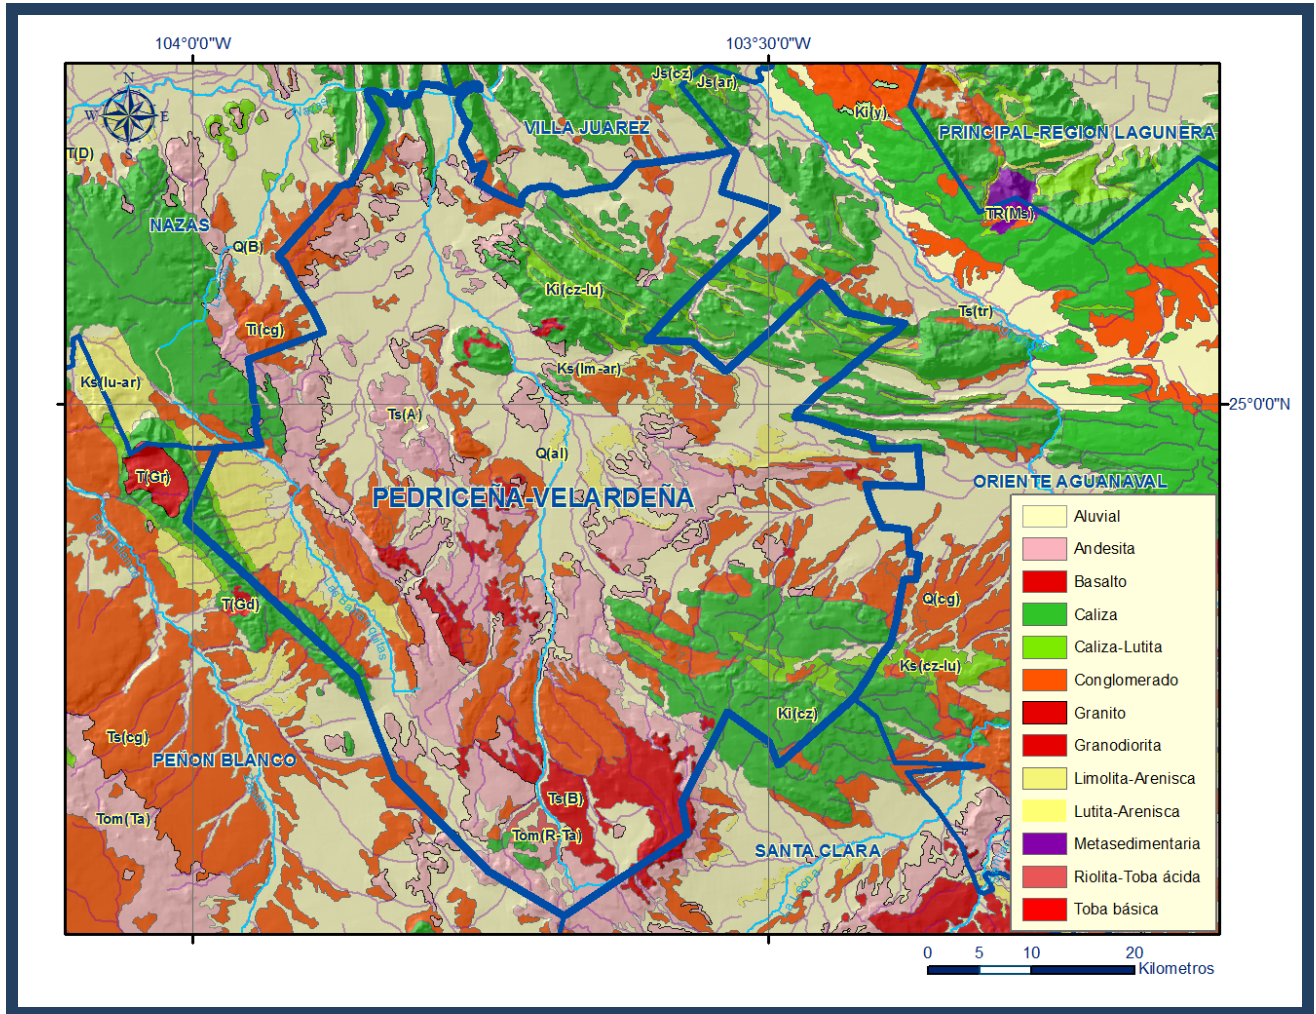 104°0'0"W
103°30'0"W
N
W
E
S
Js(cz)
Js(ar)
Nazas
Ki(y)
VILLA JUAREZ
PRINCIPAL-REGION LAGUNERA
T(D)
TR(Ms)
NAZAS
Q(B)
Ki(cz-lu)
Ts(tr)
Ti(cg)
Ks(lm-ar)
Ks(lu-ar)
25°0'0"N
Ts(A)
Q(al)
T(Gr)
ORIENTE AGUANAVAL
PEDRICEÑA-VELARDEÑA
Aluvial
Andesita
Basalto
T(Gd)
Q(cg)
Caliza
Caliza-Lutita
Ks(cz-lu)
Conglomerado
Ki(cz)
Granito
Ts(cg)
Granodiorita
PEÑON BLANCO
Limolita-Arenisca
Ts(B)
Lutita-Arenisca
Tom(Ta)
Tom(R-Ta)
Metasedimentaria
SANTA CLARA
Riolita-Toba ácida
Toba básica
0
5
10
20
Kilometros